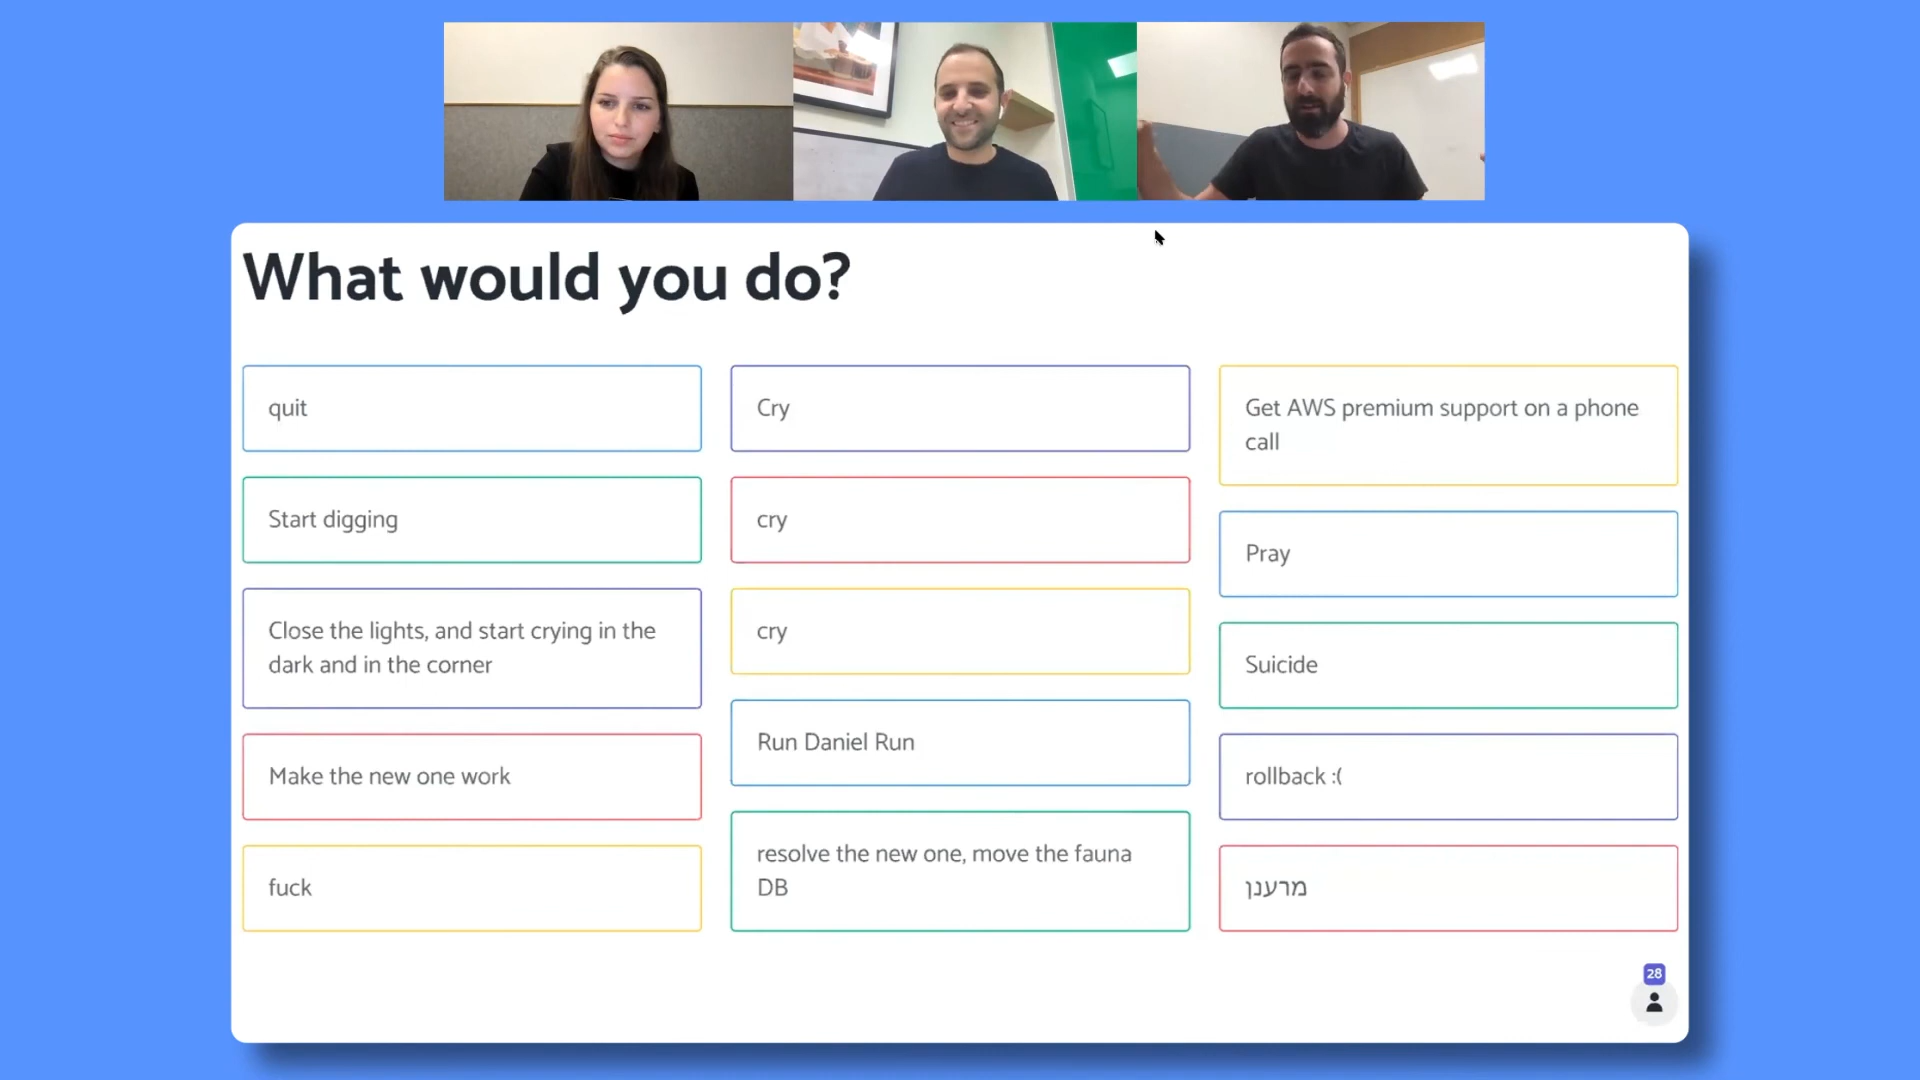 What would you do?
quit
Start digging
Close the lights, and start crying in the
dark and in the corner
Make the new one work
fuck
Cry
cry
cry
Run Daniel Run
resolve the new one, move the fauna
DB
Get AWS premium support on a phone
call
Pray
Suicide
rollback :(
מרענן
28